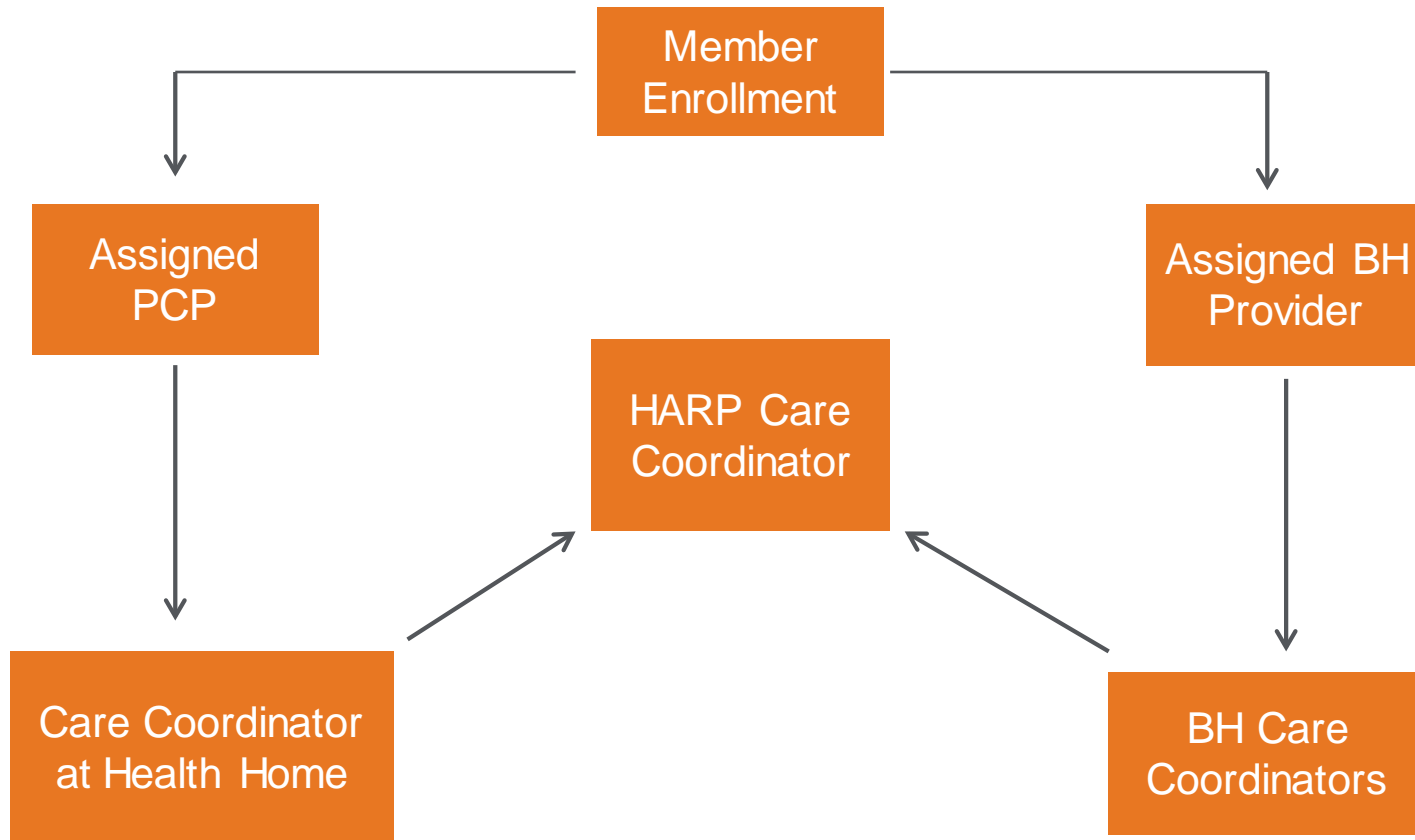 Member
Enrollment
Assigned
PCP
Assigned BH
Provider
HARP Care
Coordinator
Care Coordinator
at Health Home
BH Care
Coordinators